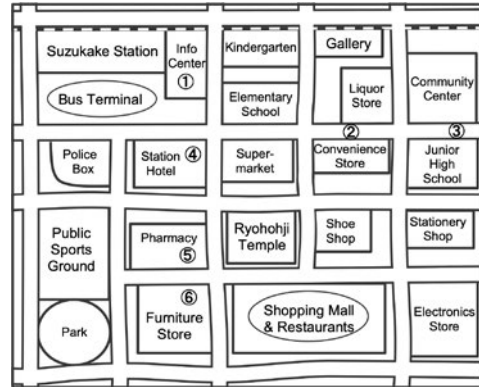 Suzukake Station
Info
Center
①
Kindergarten
Gallery
Bus Terminal
Elementary
School
Liquor
Store
Community
Center
②
③
Police
Box
Station
Hotel
④
Super-
market
Convenience
Store
Junior
High
School
Public
Sports
Ground
Pharmacy
⑤
Ryohohji
Temple
Shoe
Shop
Stationery
Shop
Park
⑥
Furniture
Store
Shopping Mall
& Restaurants
Electronics
Store